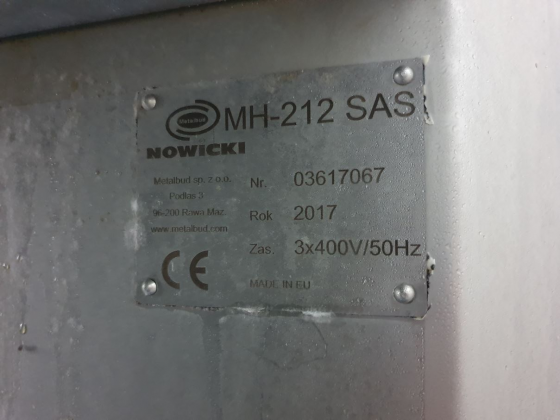 Metalbud
MH-212 SAS
NOWICKI
Metalbud sp. z o.o.
Podlas 3
96-200 Rawa Maz.
www.metalbud.com
Nr. 03617067
Rok 2017
Zas. 3x400V/50Hz
CE
MADE IN EU